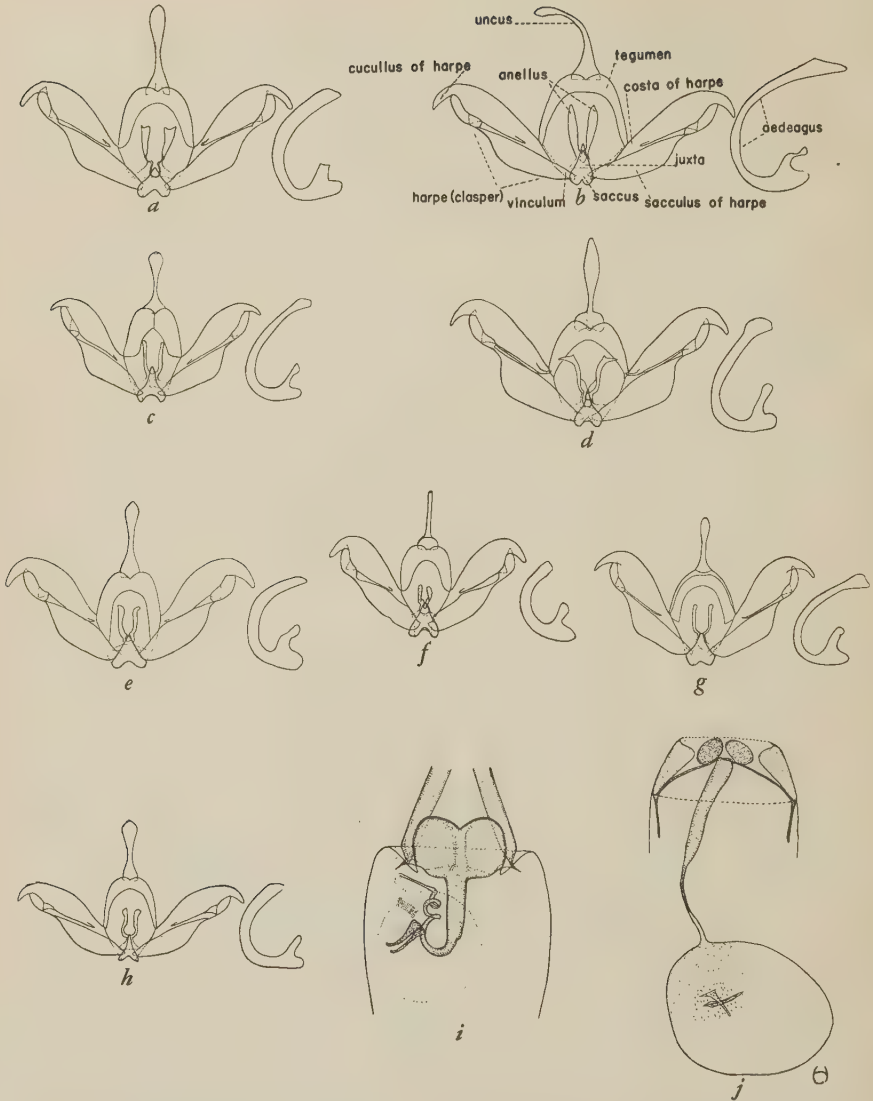 uncus
tegumen
cucullus of harpe
anellus
costa of harpe
aedeagus
juxta
harpe (clasper)
vinculum
saccus
sacculus of harpe
a
b
c
d
e
f
g
h
i
j